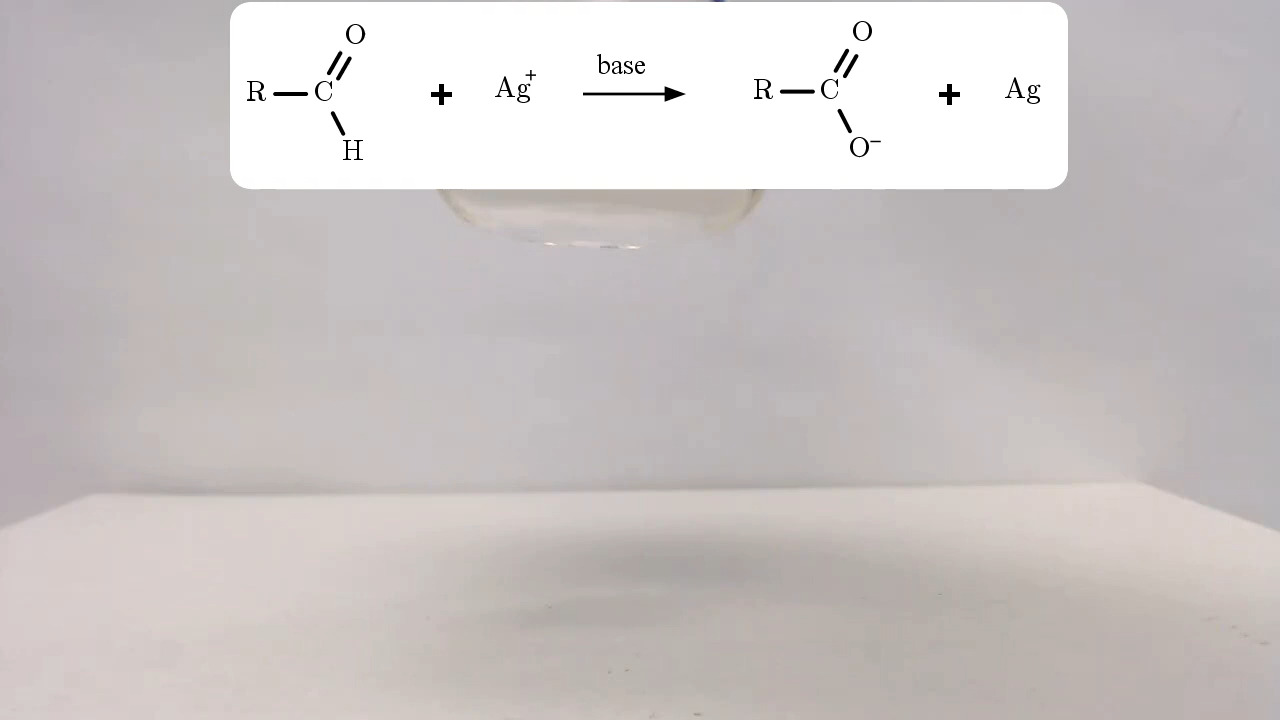 O O
base
R C + Ag⁺ R C + Ag
H O⁻